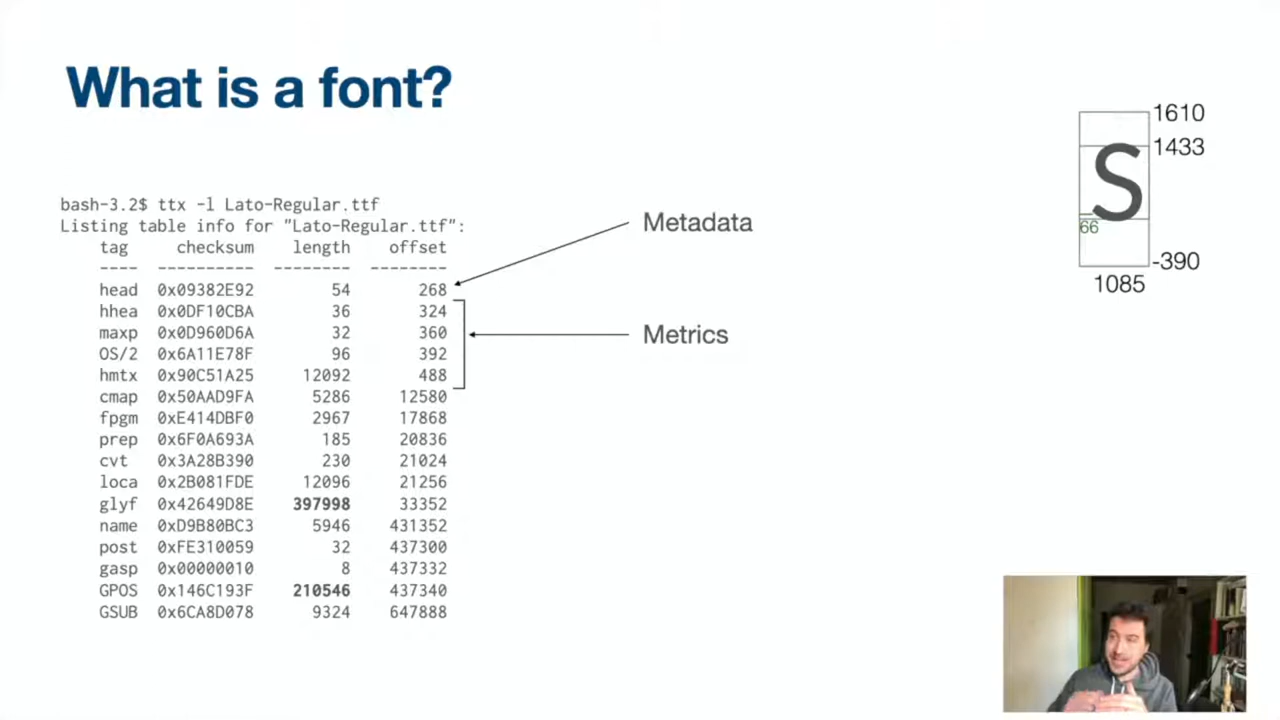 What is a font?
1610
1433
66
-390
1085
bash-3.2$ ttx -l Lato-Regular.ttf
Listing table info for "Lato-Regular.ttf":
tag checksum length offset
---- ---------- -------- --------
head 0x09382E92 54 268
hhea 0x0DF10CBA 36 324
maxp 0x0D960D6A 32 360
OS/2 0x6A11E78F 96 392
hmtx 0x90C51A25 12092 488
cmap 0x50AAD9FA 5286 12580
fpgm 0xE414DBF0 2967 17868
prep 0x6F0A693A 185 20836
cvt 0x3A28B390 230 21024
loca 0x2B081FDE 12096 21256
glyf 0x42649D8E 397998 33352
name 0xD9B80BC3 5946 431352
post 0xFE310059 32 437300
gasp 0x00000010 8 437332
GPOS 0x146C193F 210546 437340
GSUB 0x6CA8D078 9324 647888
Metadata
Metrics
S